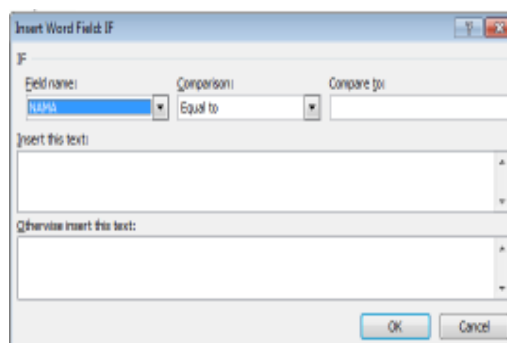 Insert Word Field: IF
IF
Field name: Comparison: Compare to:
NAMA Equal to
Insert this text:
Otherwise insert this text:
OK Cancel